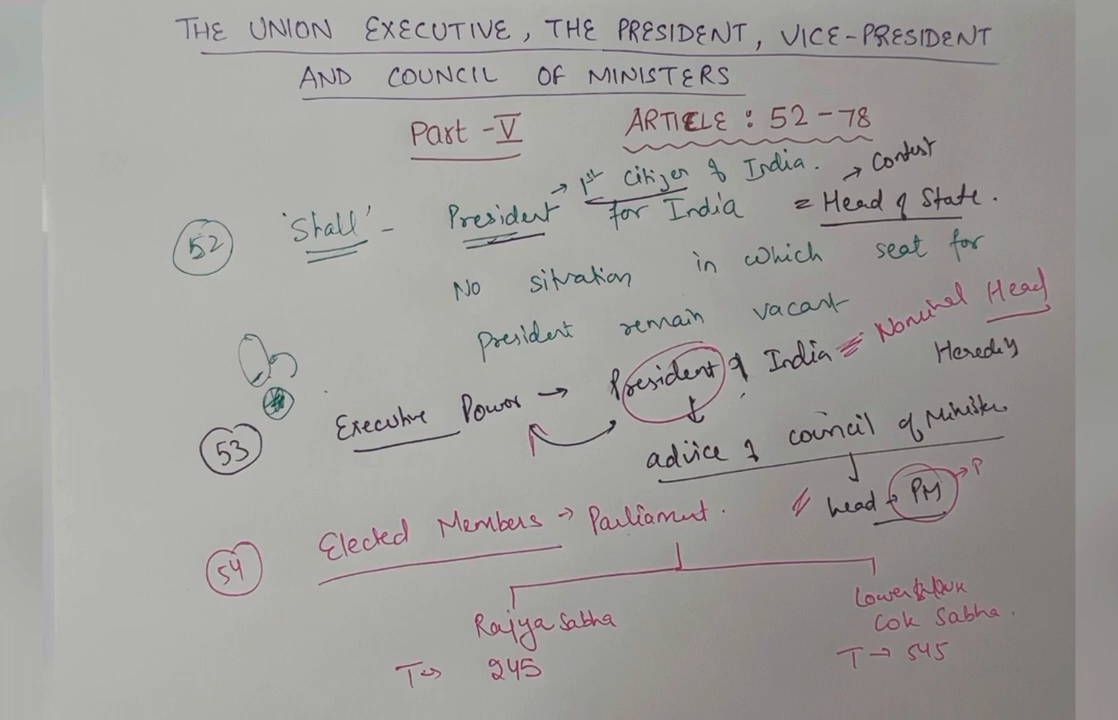 THE UNION EXECUTIVE, THE PRESIDENT, VICE-PRESIDENT
AND COUNCIL OF MINISTERS
Part - V ARTICLE : 52 - 78
→ 1st Citizen of India. → Contest
52 'Shall' - President for India = Head of State.
No situation in which seat for
president remain vacant
53 Executive Power → President of India = Nominal Head
advice of council of Minister
head → PM → P
54 Elected Members → Parliament.
Rajya Sabha Lower
Lok Sabha.
T → 245 T → 545